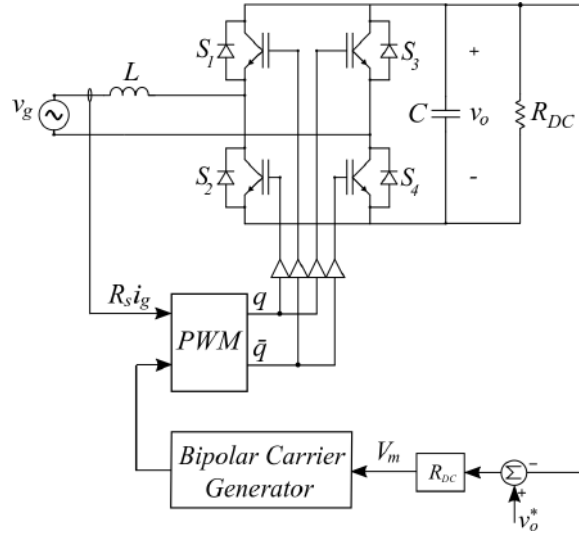 S1 S3
L
vg
C
+
vo
-
RDC
S2 S4
Rsig
q
PWM
q̄
Bipolar Carrier
Generator
Vm
RDC
Σ
-
+
vo*